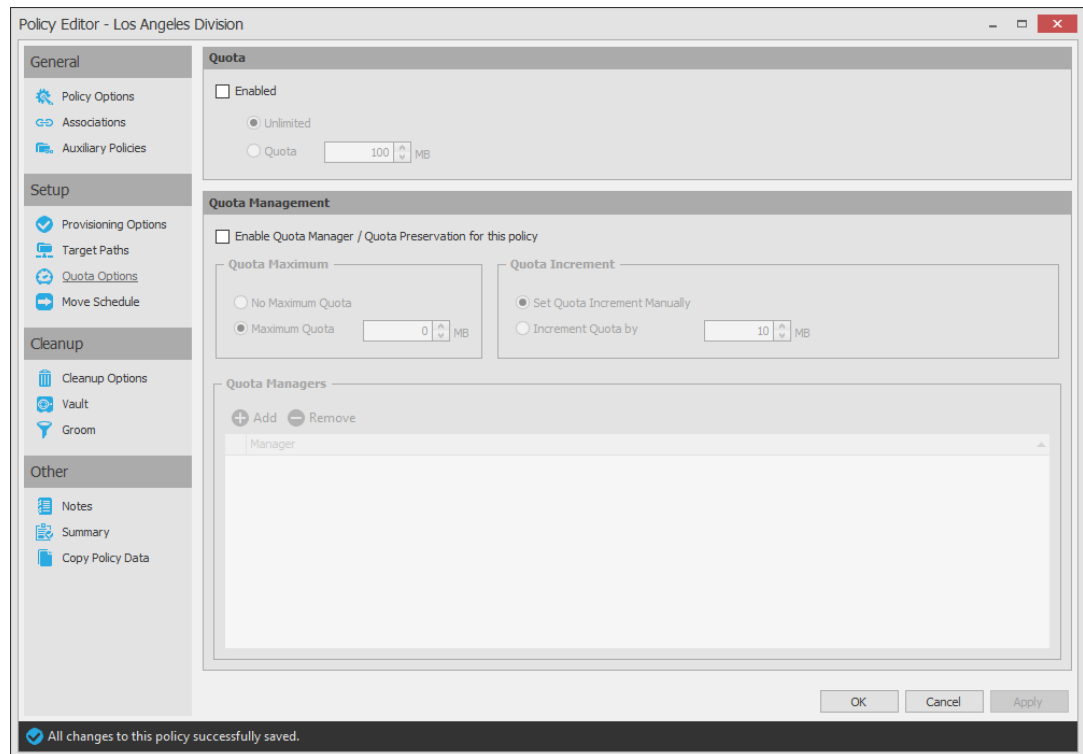 Policy Editor - Los Angeles Division
General
Policy Options
Associations
Auxiliary Policies
Setup
Provisioning Options
Target Paths
Quota Options
Move Schedule
Cleanup
Cleanup Options
Vault
Groom
Other
Notes
Summary
Copy Policy Data
Quota
Enabled
Unlimited
Quota 100 MB
Quota Management
Enable Quota Manager / Quota Preservation for this policy
Quota Maximum
No Maximum Quota
Maximum Quota 0 MB
Quota Increment
Set Quota Increment Manually
Increment Quota by 10 MB
Quota Managers
Add Remove
Manager
OK Cancel Apply
All changes to this policy successfully saved.